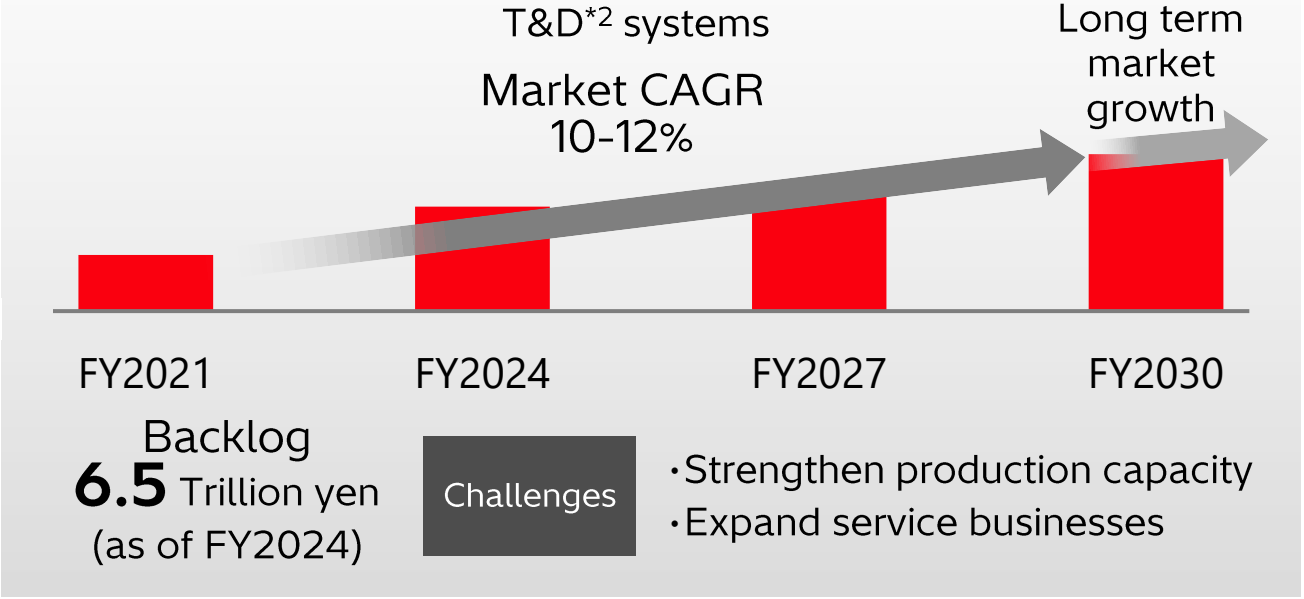 T&D*2 systems
Market CAGR
10-12%
Long term
market
growth
FY2021
FY2024
FY2027
FY2030
Backlog
6.5 Trillion yen
(as of FY2024)
Challenges
・Strengthen production capacity
・Expand service businesses